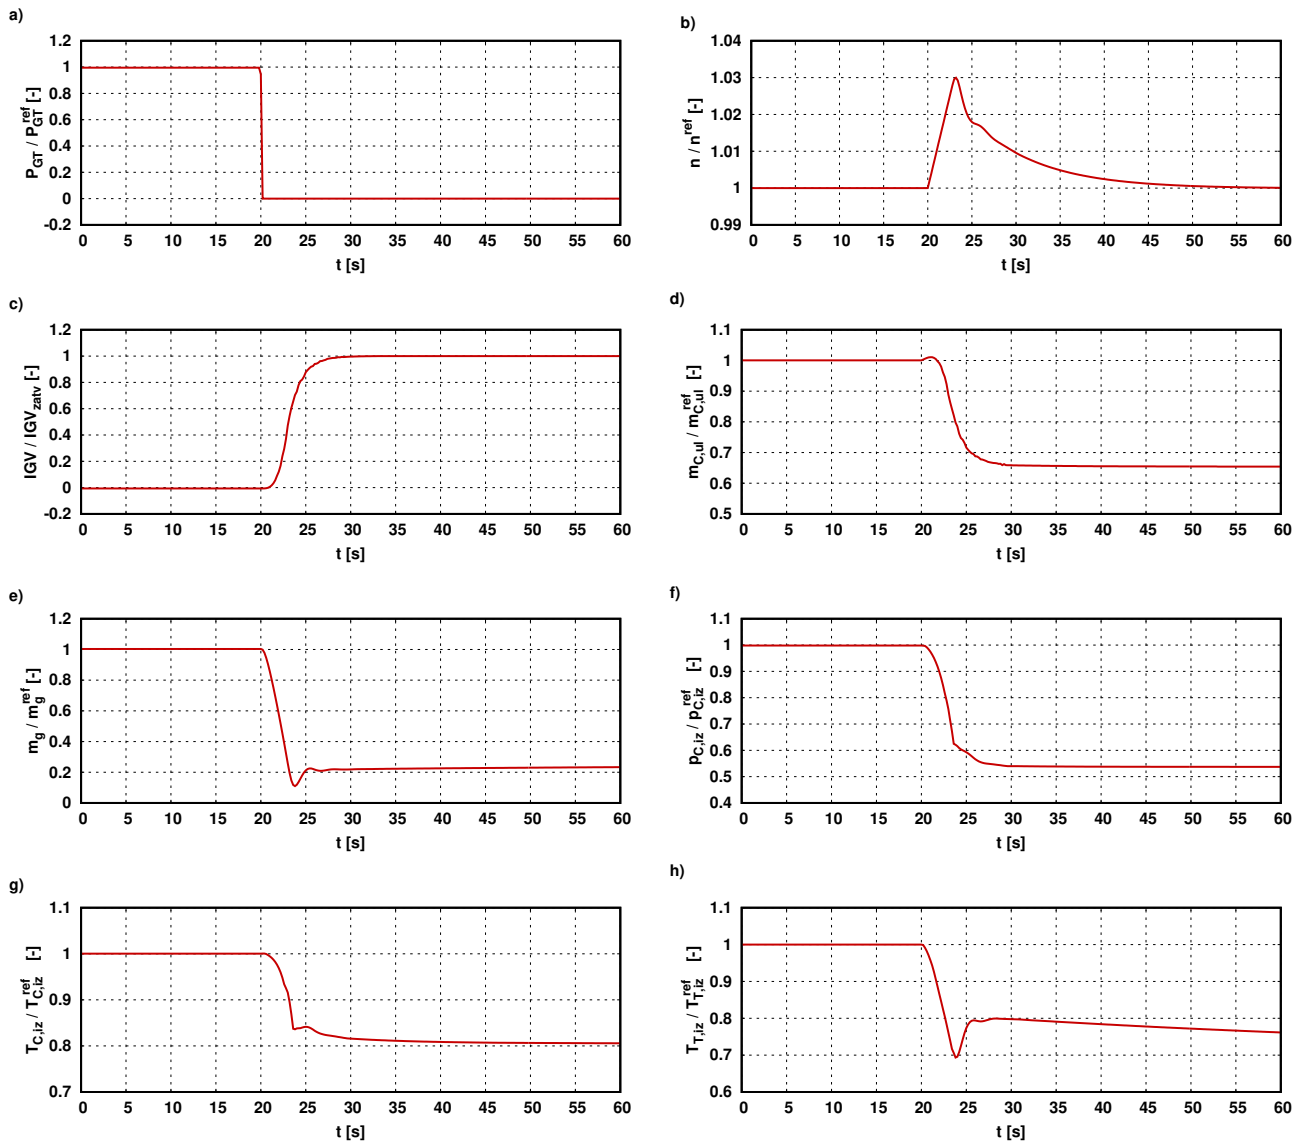 a)
1.2
1
0.8
0.6
0.4
0.2
0
-0.2
P_GT / P_GT^ref [-]
0 5 10 15 20 25 30 35 40 45 50 55 60
t [s]
b)
1.04
1.03
1.02
1.01
1
0.99
n / n^ref [-]
0 5 10 15 20 25 30 35 40 45 50 55 60
t [s]
c)
1.2
1
0.8
0.6
0.4
0.2
0
-0.2
IGV / IGV_zatv [-]
0 5 10 15 20 25 30 35 40 45 50 55 60
t [s]
d)
1.1
1
0.9
0.8
0.7
0.6
0.5
m_C,ul / m_C,ul^ref [-]
0 5 10 15 20 25 30 35 40 45 50 55 60
t [s]
e)
1.2
1
0.8
0.6
0.4
0.2
0
m_g / m_g^ref [-]
0 5 10 15 20 25 30 35 40 45 50 55 60
t [s]
f)
1.1
1
0.9
0.8
0.7
0.6
0.5
0.4
p_C,iz / p_C,iz^ref [-]
0 5 10 15 20 25 30 35 40 45 50 55 60
t [s]
g)
1.1
1
0.9
0.8
0.7
T_C,iz / T_C,iz^ref [-]
0 5 10 15 20 25 30 35 40 45 50 55 60
t [s]
h)
1.1
1
0.9
0.8
0.7
0.6
T_T,iz / T_T,iz^ref [-]
0 5 10 15 20 25 30 35 40 45 50 55 60
t [s]